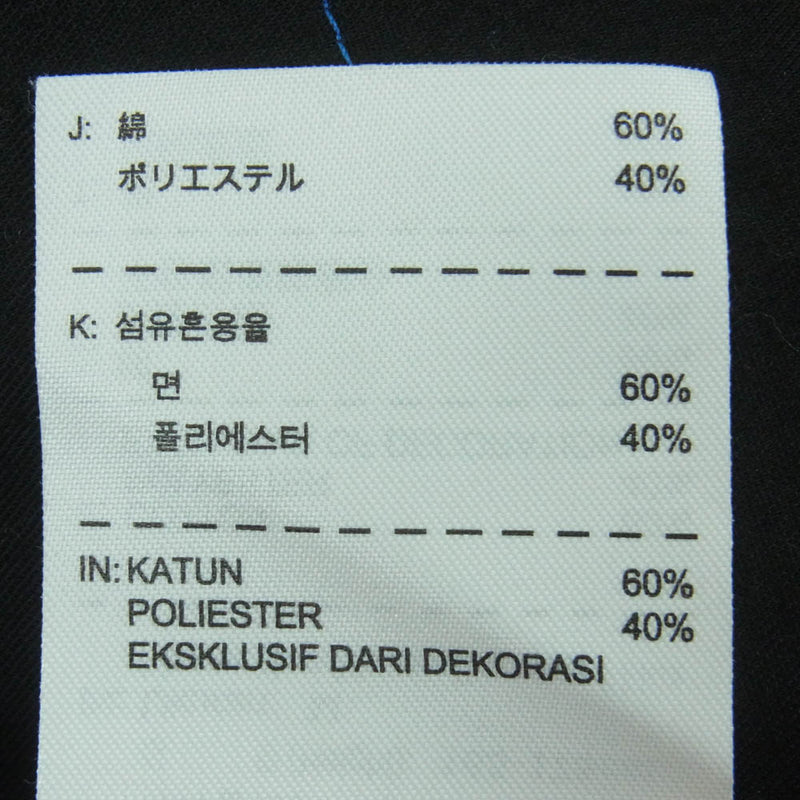 J: 綿 60%
ポリエステル 40%
K: 섬유혼용율
면 60%
폴리에스터 40%
IN: KATUN 60%
POLIESTER 40%
EKSKLUSIF DARI DEKORASI